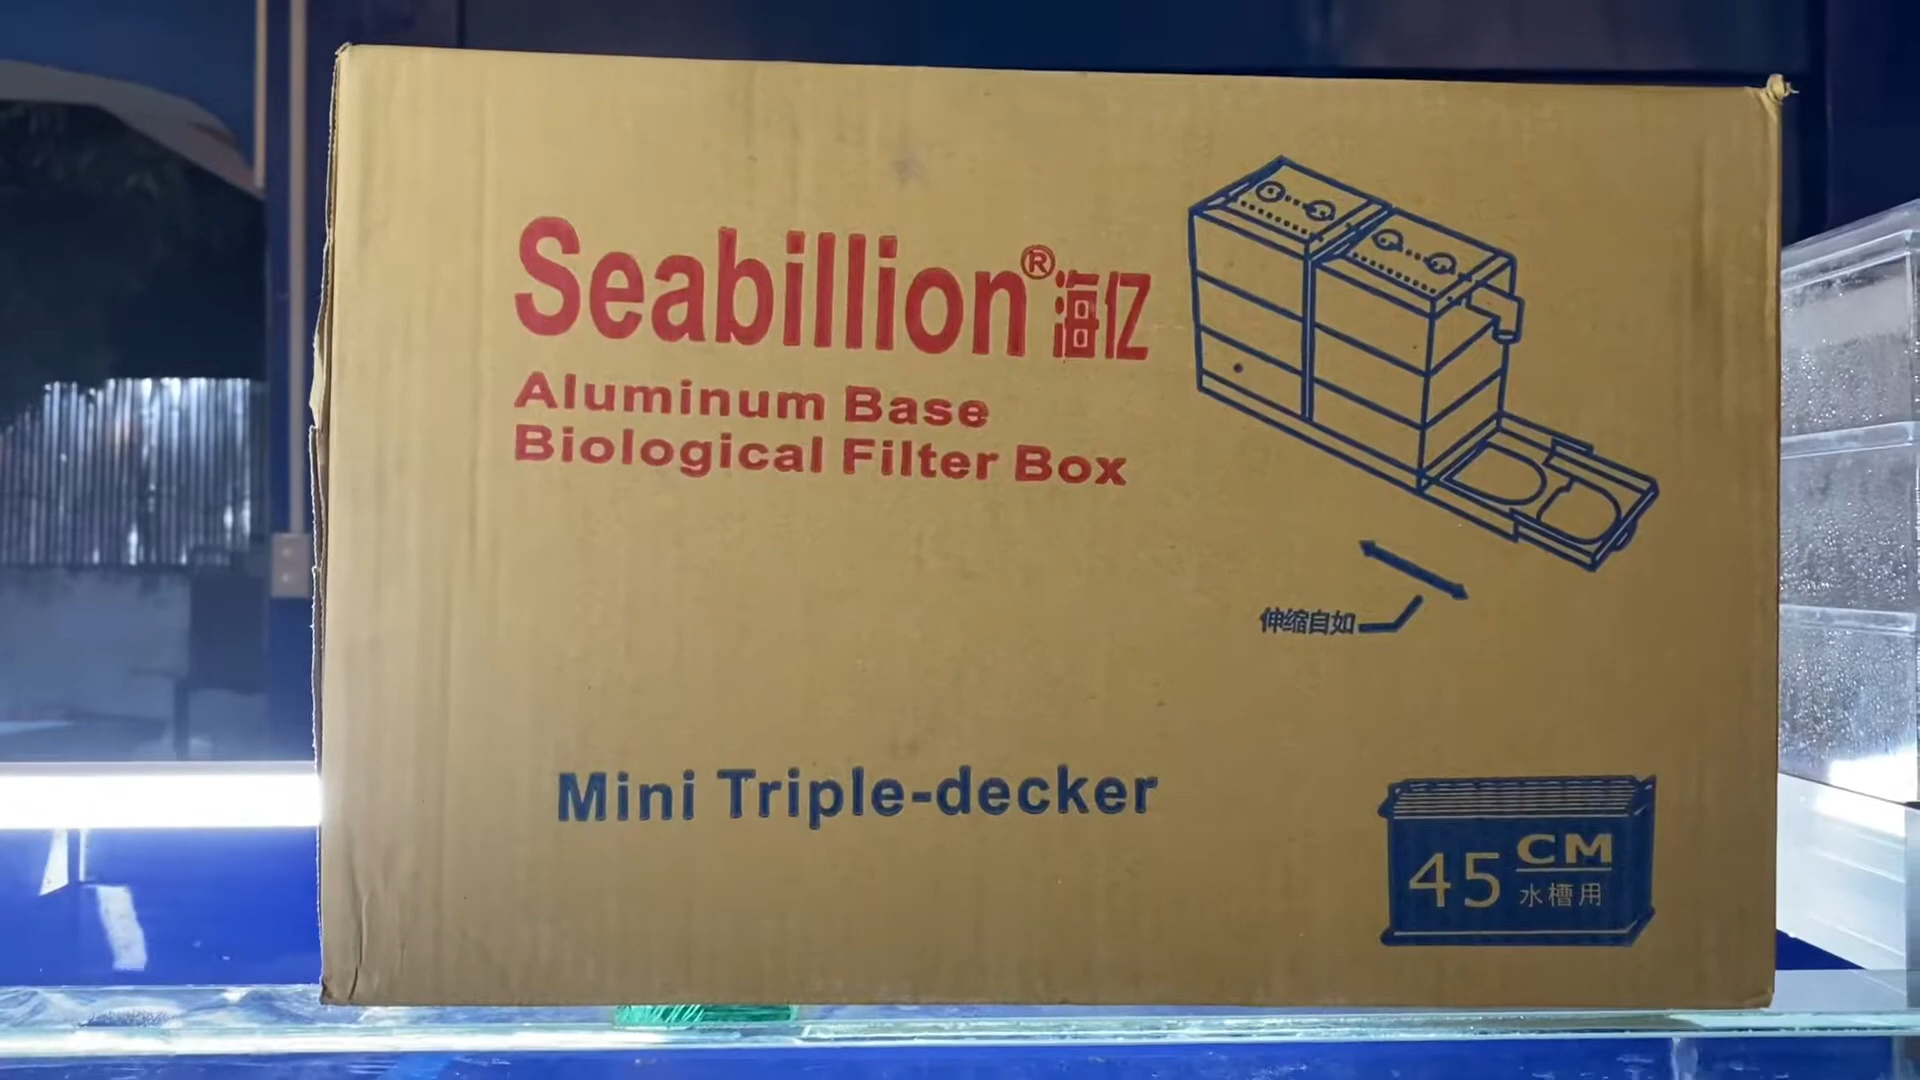 Seabillion® 海亿
Aluminum Base
Biological Filter Box
伸缩自如
Mini Triple-decker
45 CM
水槽用